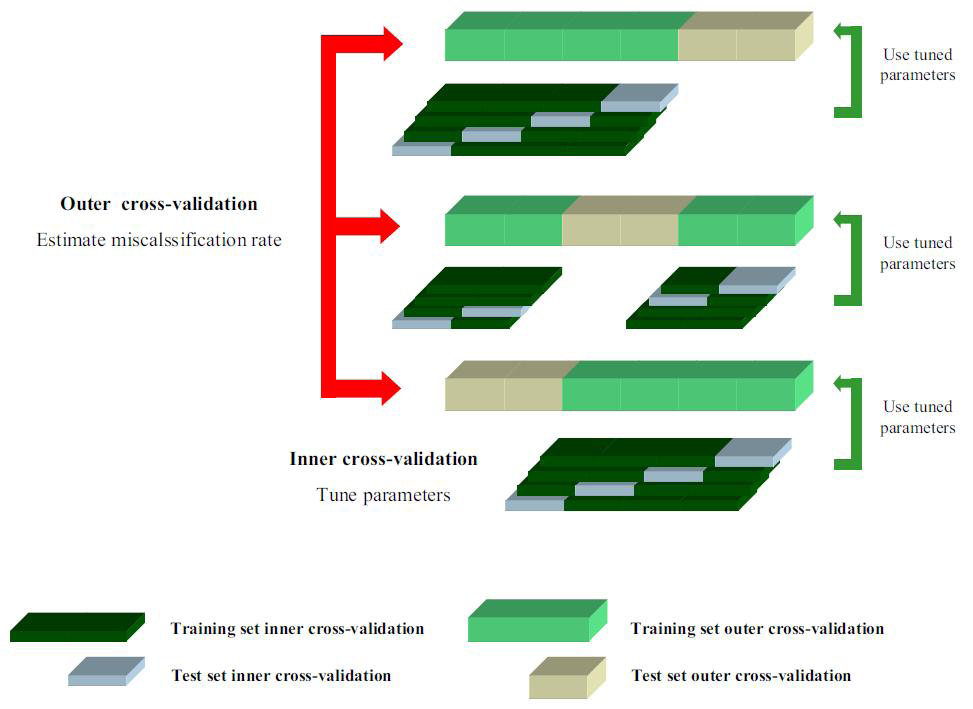 Use tuned
parameters
Outer cross-validation
Estimate miscalssification rate
Use tuned
parameters
Use tuned
parameters
Inner cross-validation
Tune parameters
Training set inner cross-validation
Training set outer cross-validation
Test set inner cross-validation
Test set outer cross-validation